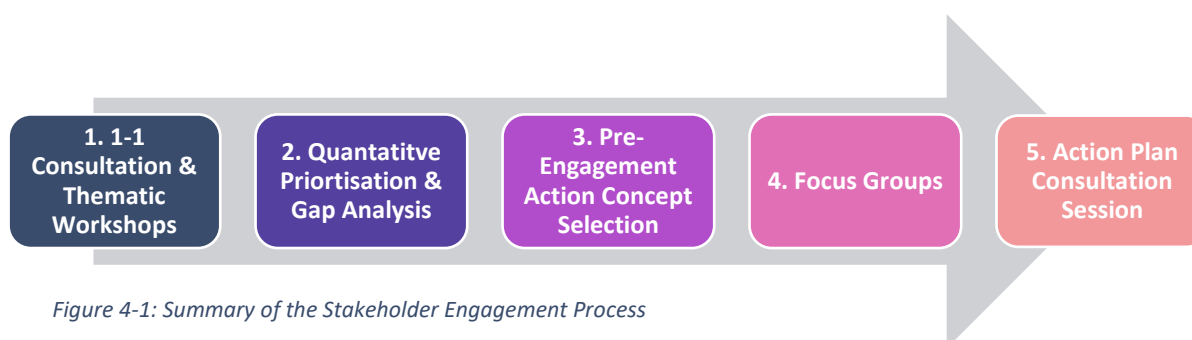 1. 1-1
Consultation &
Thematic
Workshops
2. Quantatitve
Priortisation &
Gap Analysis
3. Pre-
Engagement
Action Concept
Selection
4. Focus Groups
5. Action Plan
Consultation
Session
Figure 4-1: Summary of the Stakeholder Engagement Process